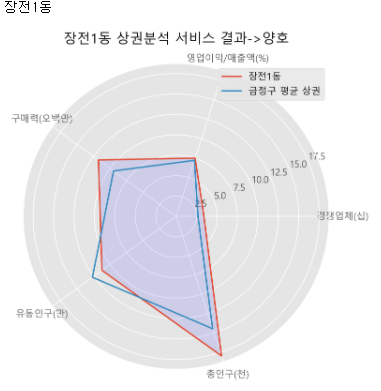 장전1동
장전1동 상권분석 서비스 결과->양호
영업이익/매출액(%)
장전1동
금정구 평균 상권
구매력(오백만)
17.5
15.0
12.5
10.0
7.5
5.0
2.5
경쟁업체(십)
유동인구(만)
총인구(천)